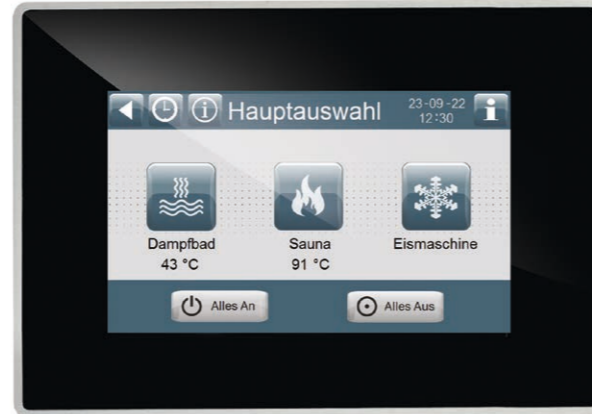 Hauptauswahl
23-09-22
12:30
Dampfbad
Sauna
Eismaschine
43 °C
91 °C
Alles An
Alles Aus